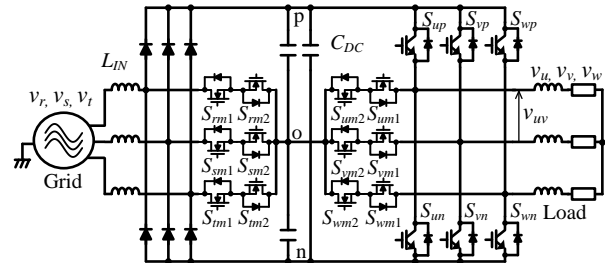 p
S_up S_vp S_wp
L_IN
C_DC
v_r, v_s, v_t
v_u, v_v, v_w
S_rm1 S_rm2
S_um2 S_um1
v_uv
o
S_sm1 S_sm2
S_vm2 S_vm1
Grid
S_tm1 S_tm2
S_wm2 S_wm1
S_un S_vn S_wn
Load
n